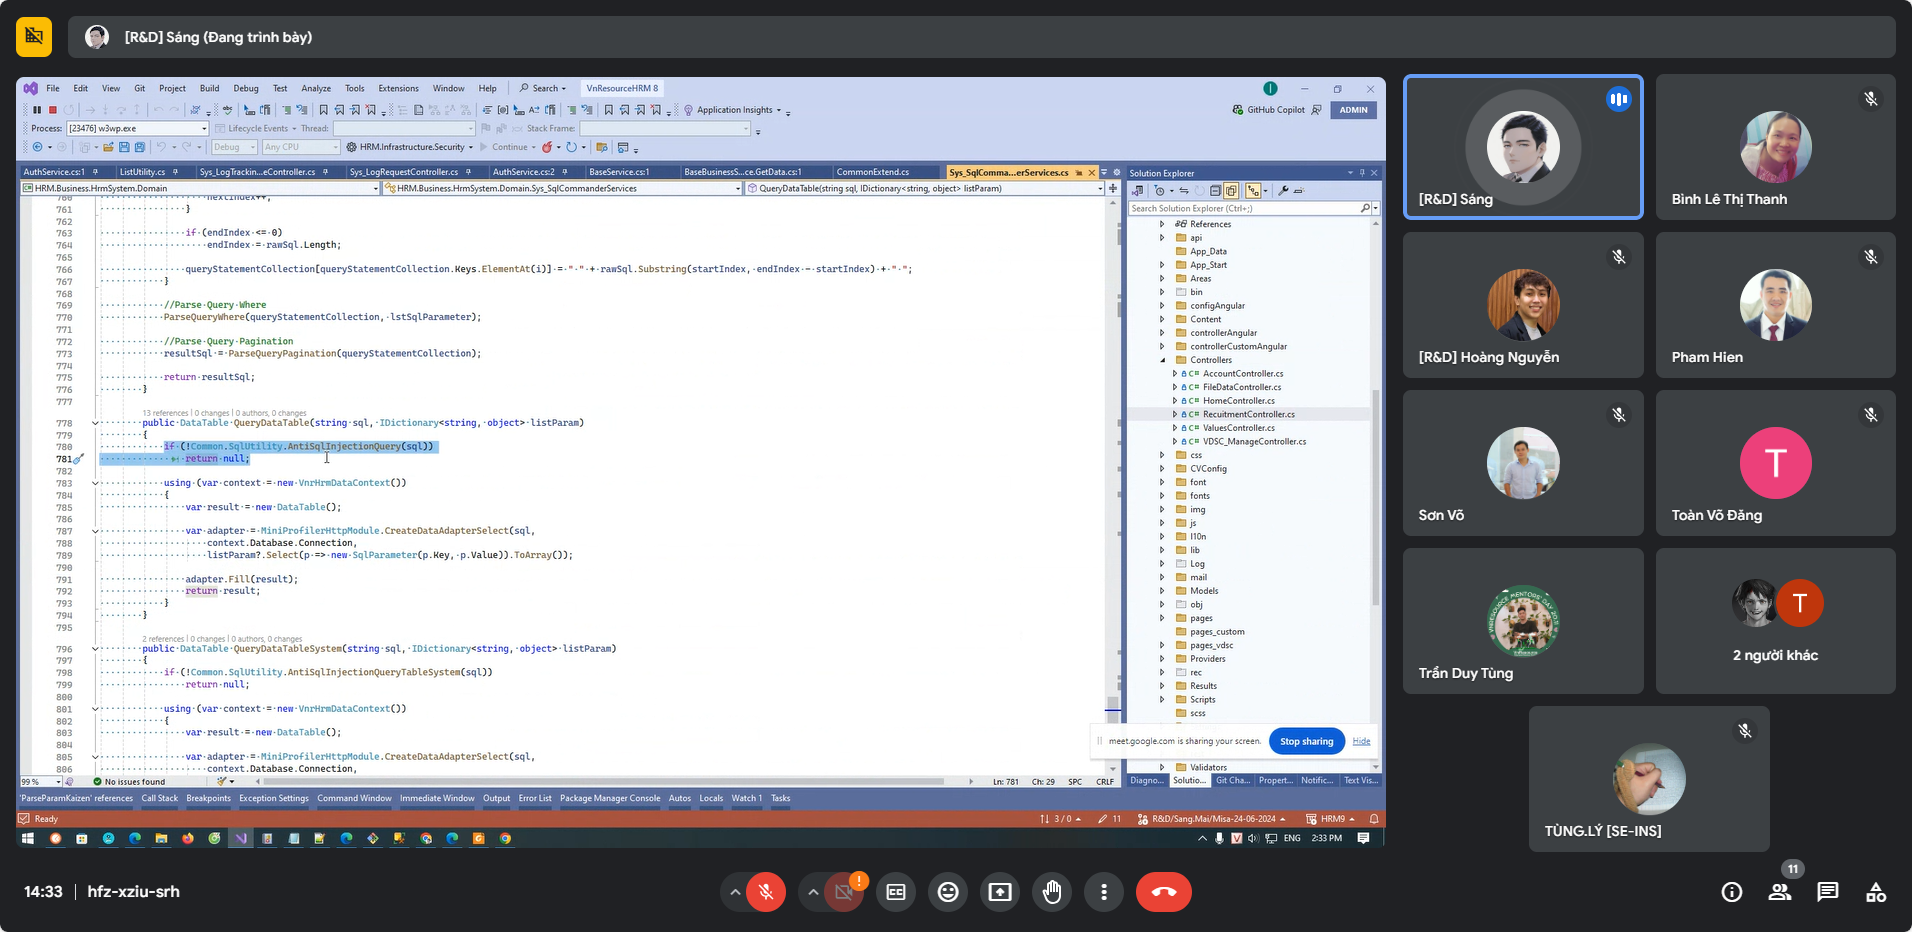 [R&D] Sáng (Đang trình bày)
File Edit View Git Project Build Debug Test Analyze Tools Extensions Window Help Search VnResourceHRM 8
Application Insights
GitHub Copilot ADMIN
Process: [23476] w3wp.exe Lifecycle Events Thread: Stack Frame:
Debug Any CPU HRM.Infrastructure.Security Continue
AuthService.cs:1 ListUtility.cs Sys_LogTrackin...eController.cs Sys_LogRequestController.cs AuthService.cs:2 BaseService.cs:1 BaseBusinessS...ce.GetData.cs:1 CommonExtend.cs Sys_SqlComma...erServices.cs
HRM.Business.HrmSystem.Domain HRM.Business.HrmSystem.Domain.Sys_SqlCommanderServices QueryDataTable(string sql, IDictionary<string, object> listParam)
760 nextIndex++;
761 }
762
763 if (endIndex <= 0)
764 endIndex = rawSql.Length;
765
766 queryStatementCollection[queryStatementCollection.Keys.ElementAt(i)] = " " + rawSql.Substring(startIndex, endIndex - startIndex) + " ";
767 }
768
769 //Parse Query Where
770 ParseQueryWhere(queryStatementCollection, lstSqlParameter);
771
772 //Parse Query Pagination
773 resultSql = ParseQueryPagination(queryStatementCollection);
774
775 return resultSql;
776 }
777
13 references | 0 changes | 0 authors, 0 changes
778 public DataTable QueryDataTable(string sql, IDictionary<string, object> listParam)
779 {
780 if (!Common.SqlUtility.AntiSqlInjectionQuery(sql))
781 return null;
782
783 using (var context = new VnrHrmDataContext())
784 {
785 var result = new DataTable();
786
787 var adapter = MiniProfilerHttpModule.CreateDataAdapterSelect(sql,
788 context.Database.Connection,
789 listParam?.Select(p => new SqlParameter(p.Key, p.Value)).ToArray());
790
791 adapter.Fill(result);
792 return result;
793 }
794 }
795
2 references | 0 changes | 0 authors, 0 changes
796 public DataTable QueryDataTableSystem(string sql, IDictionary<string, object> listParam)
797 {
798 if (!Common.SqlUtility.AntiSqlInjectionQueryTableSystem(sql))
799 return null;
800
801 using (var context = new VnrHrmDataContext())
802 {
803 var result = new DataTable();
804
805 var adapter = MiniProfilerHttpModule.CreateDataAdapterSelect(sql,
806 context.Database.Connection,
99 % No issues found Ln: 781 Ch: 29 SPC CRLF
Solution Explorer
Search Solution Explorer (Ctrl+;)
References
api
App_Data
App_Start
Areas
bin
configAngular
Content
controllerAngular
controllerCustomAngular
Controllers
C# AccountController.cs
C# FileDataController.cs
C# HomeController.cs
C# RecuitmentController.cs
C# ValuesController.cs
C# VDSC_ManageController.cs
css
CVConfig
font
fonts
img
js
l10n
lib
Log
mail
Models
obj
pages
pages_custom
pages_vdsc
Providers
rec
Results
Scripts
scss
meet.google.com is sharing your screen. Stop sharing Hide
Validators
Diagno... Solutio... Git Cha... Propert... Notific... Text Vis...
'ParseParamKaizen' references Call Stack Breakpoints Exception Settings Command Window Immediate Window Output Error List Package Manager Console Autos Locals Watch 1 Tasks
Ready 3 / 0 11 R&D/Sang.Mai/Misa-24-06-2024 HRM9
V ENG 2:33 PM
[R&D] Sáng
Bình Lê Thị Thanh
[R&D] Hoàng Nguyễn
Pham Hien
Sơn Võ
T
Toàn Võ Đăng
Trần Duy Tùng
T
2 người khác
TÙNG.LÝ [SE-INS]
14:33 | hfz-xziu-srh
!
11